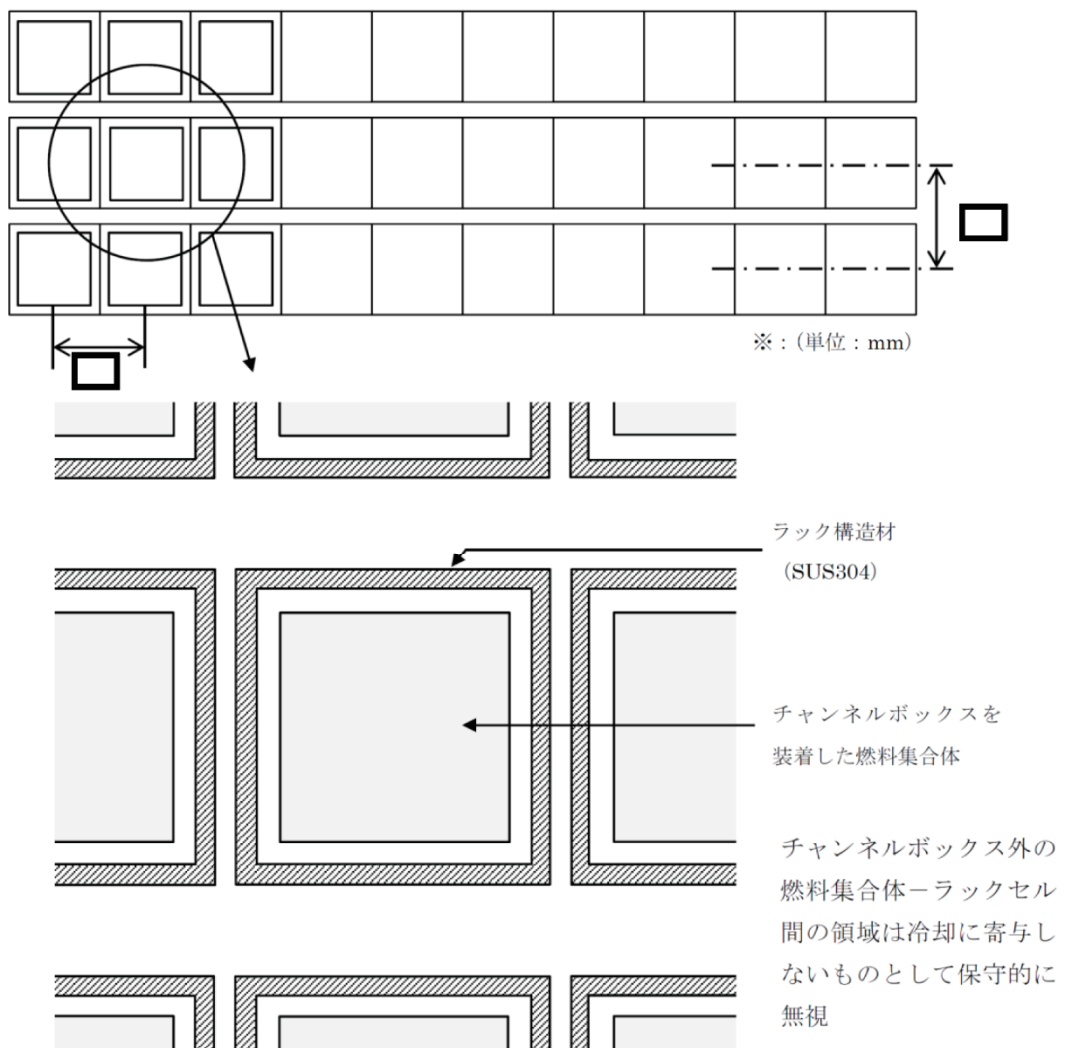 ※:(単位:mm)
ラック構造材
(SUS304)
チャンネルボックスを
装着した燃料集合体
チャンネルボックス外の
燃料集合体－ラックセル
間の領域は冷却に寄与し
ないものとして保守的に
無視